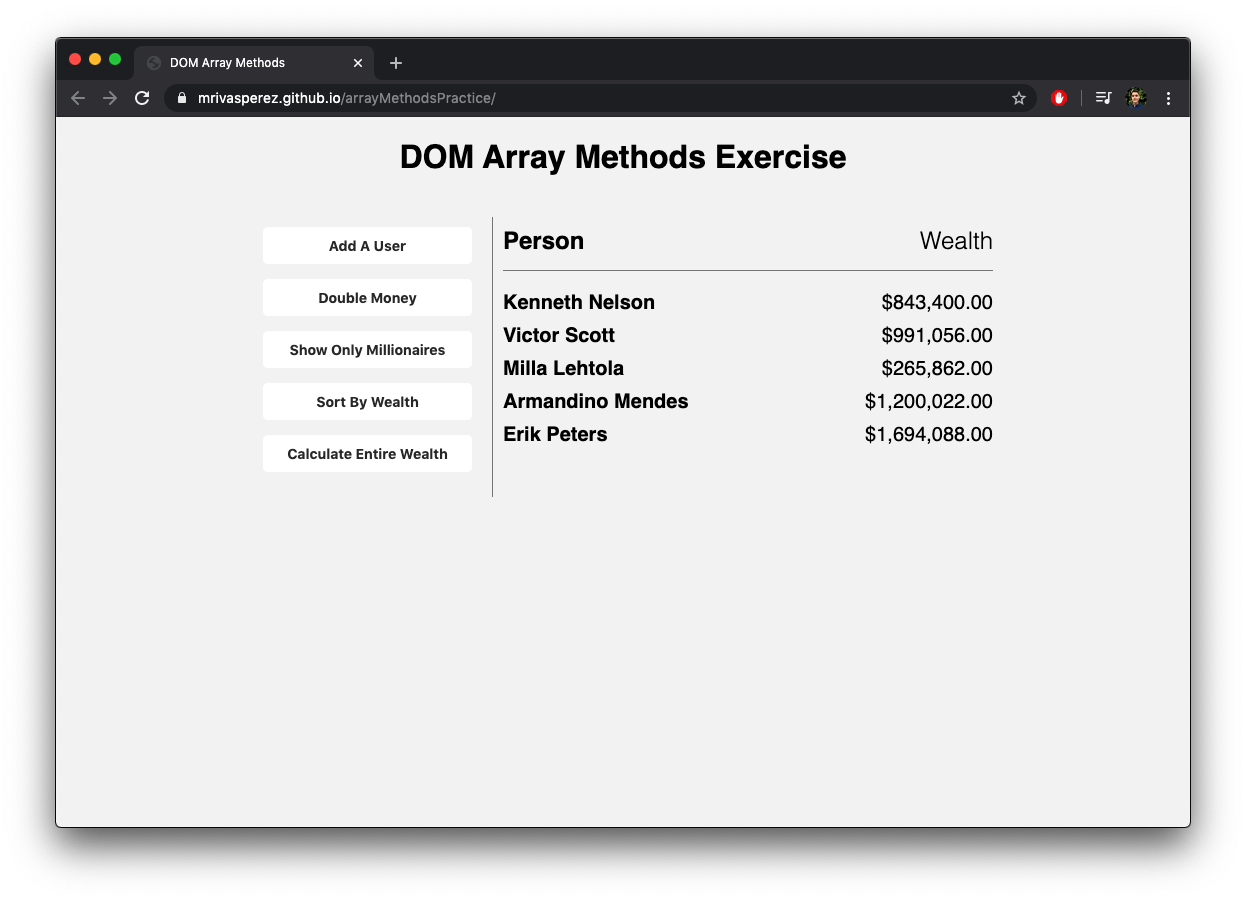 DOM Array Methods
mrivasperez.github.io/arrayMethodsPractice/
DOM Array Methods Exercise
Add A User
Double Money
Show Only Millionaires
Sort By Wealth
Calculate Entire Wealth
Person Wealth
Kenneth Nelson $843,400.00
Victor Scott $991,056.00
Milla Lehtola $265,862.00
Armandino Mendes $1,200,022.00
Erik Peters $1,694,088.00